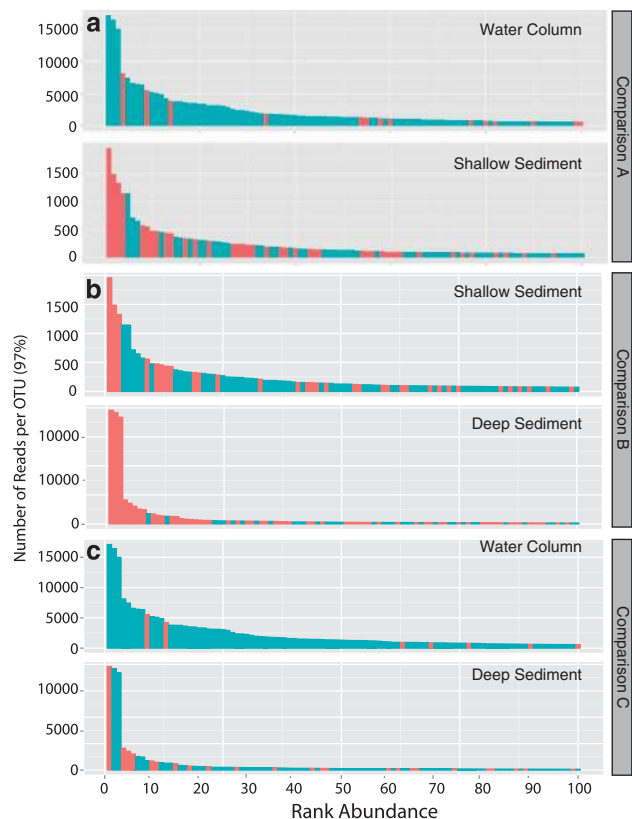 a
Water Column
15000
10000
5000
0
Shallow Sediment
1500
1000
500
0
Comparison A
b
Shallow Sediment
1500
1000
500
0
Deep Sediment
10000
10000
0
Comparison B
c
Water Column
15000
10000
5000
0
Deep Sediment
10000
5000
0
Comparison C
Number of Reads per OTU (97%)
0 10 20 30 40 50 60 70 80 90 100
Rank Abundance